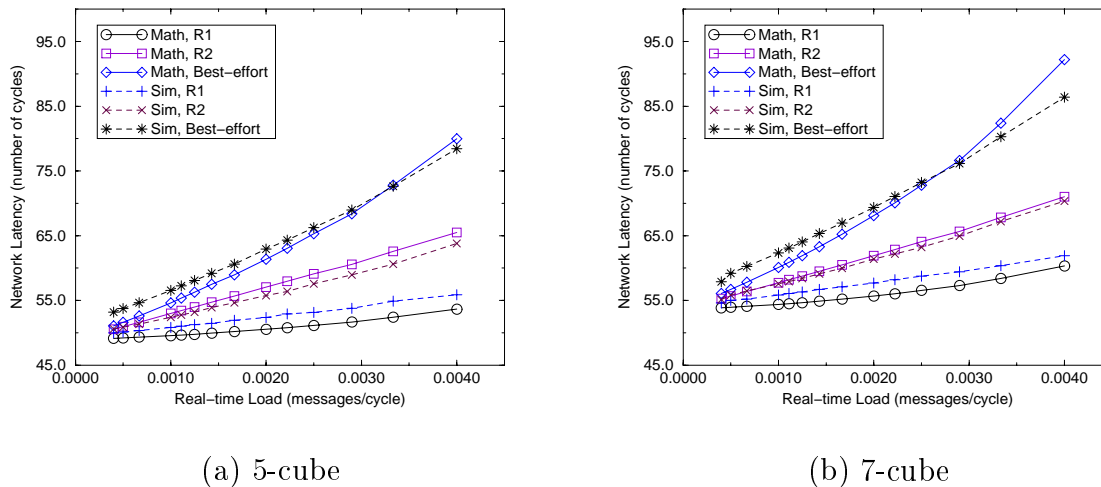 95.0
85.0
75.0
65.0
55.0
45.0
Network Latency (number of cycles)
Math, R1
Math, R2
Math, Best−effort
Sim, R1
Sim, R2
Sim, Best−effort
0.0000 0.0010 0.0020 0.0030 0.0040
Real−time Load (messages/cycle)
(a) 5-cube
95.0
85.0
75.0
65.0
55.0
45.0
Network Latency (number of cycles)
Math, R1
Math, R2
Math, Best−effort
Sim, R1
Sim, R2
Sim, Best−effort
0.0000 0.0010 0.0020 0.0030 0.0040
Real−time Load (messages/cycle)
(b) 7-cube